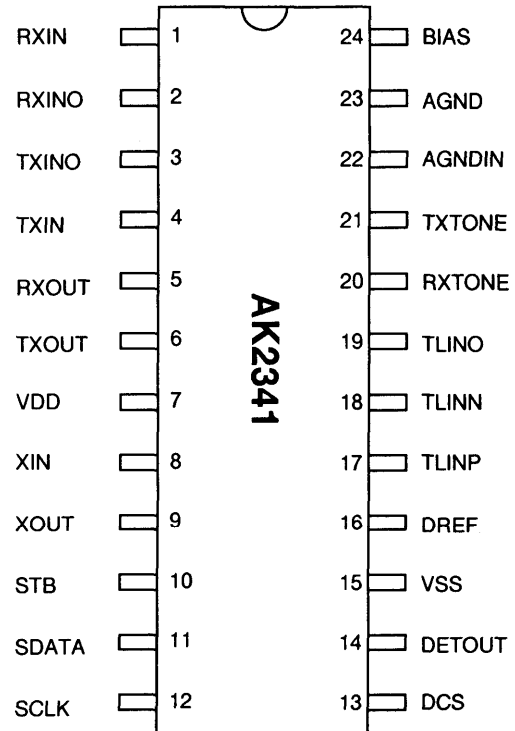 RXIN 1 24 BIAS
RXINO 2 23 AGND
TXINO 3 22 AGNDIN
TXIN 4 21 TXTONE
RXOUT 5 20 RXTONE
TXOUT 6 19 TLINO
VDD 7 18 TLINN
XIN 8 17 TLINP
XOUT 9 16 DREF
STB 10 15 VSS
SDATA 11 14 DETOUT
SCLK 12 13 DCS
AK2341